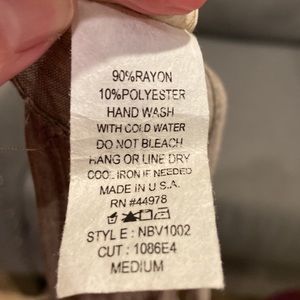 90%RAYON
10%POLYESTER
HAND WASH
WITH COLD WATER
DO NOT BLEACH
HANG OR LINE DRY
COOL IRON IF NEEDED
MADE IN U.S.A.
RN #44978
STYLE : NBV1002
CUT : 1086E4
MEDIUM